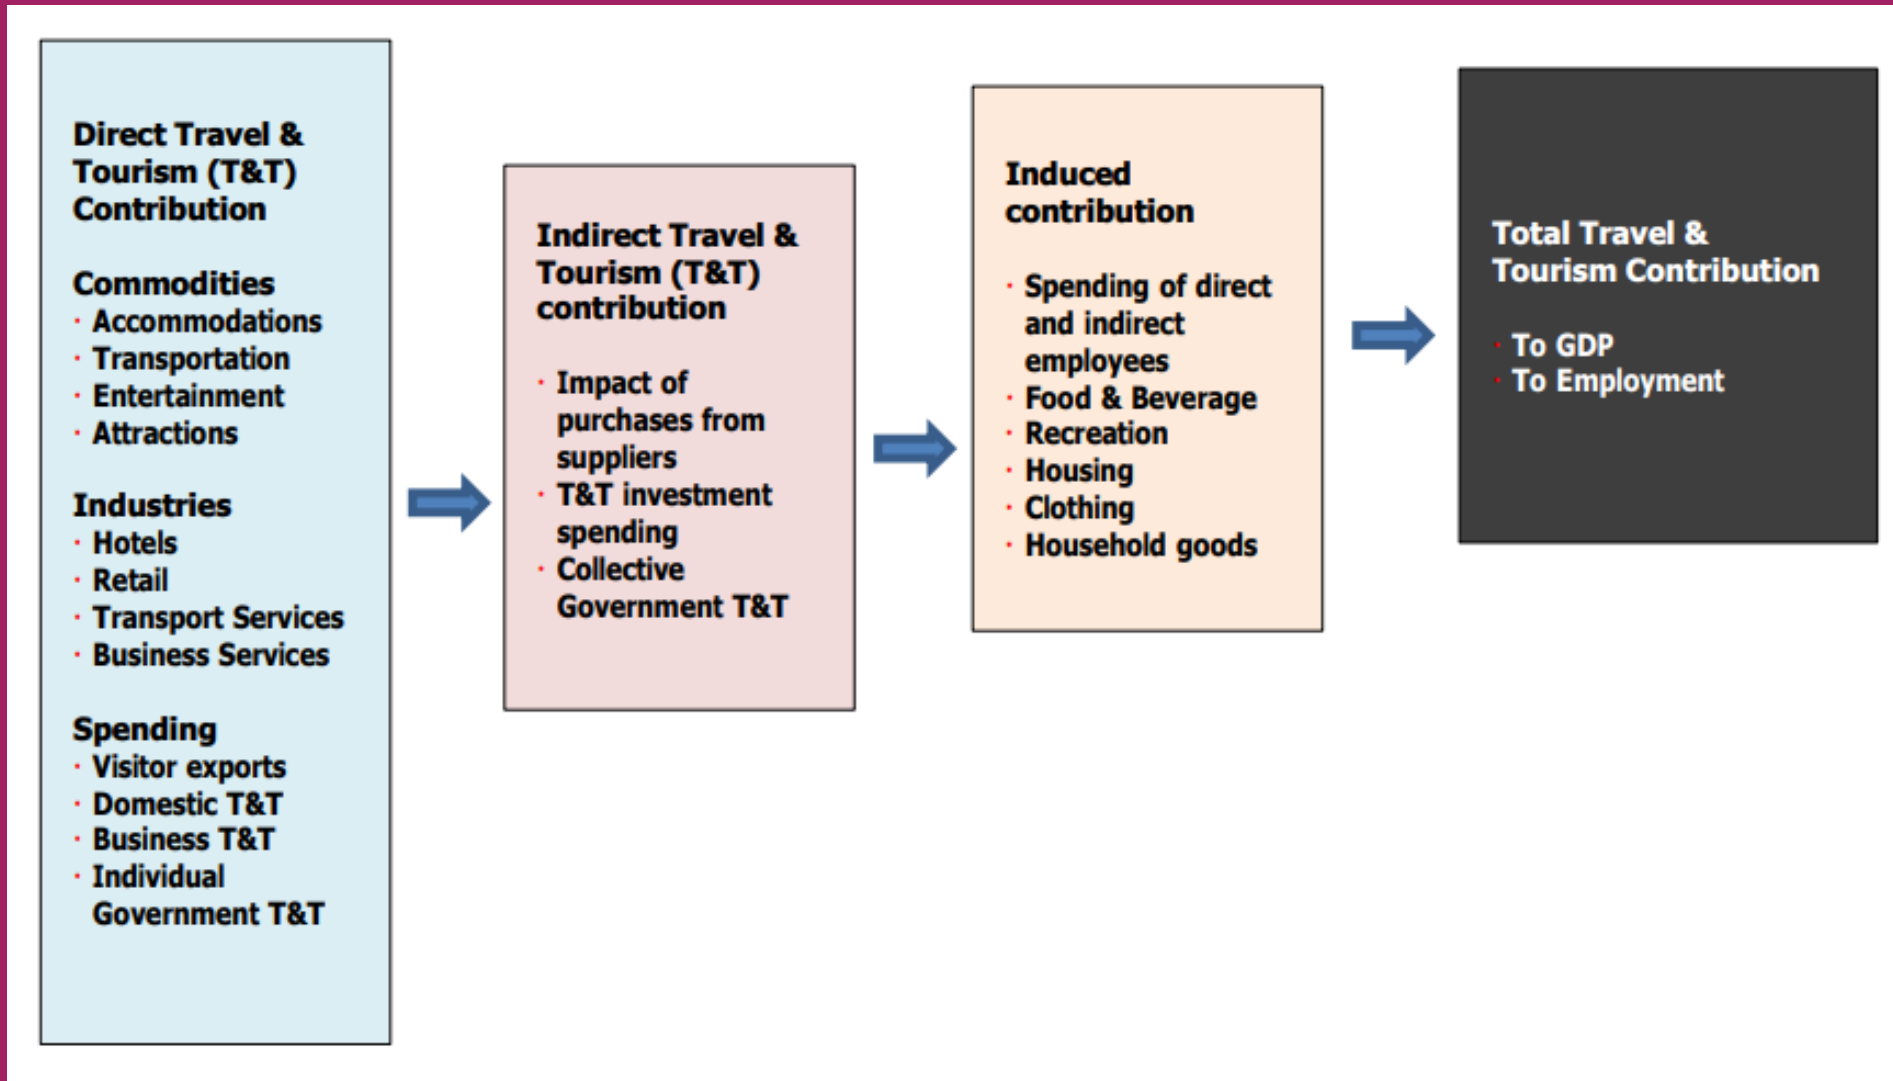 Direct Travel &
Tourism (T&T)
Contribution
Commodities
· Accommodations
· Transportation
· Entertainment
· Attractions
Industries
· Hotels
· Retail
· Transport Services
· Business Services
Spending
· Visitor exports
· Domestic T&T
· Business T&T
· Individual
Government T&T
Indirect Travel &
Tourism (T&T)
contribution
· Impact of
purchases from
suppliers
· T&T investment
spending
· Collective
Government T&T
Induced
contribution
· Spending of direct
and indirect
employees
· Food & Beverage
· Recreation
· Housing
· Clothing
· Household goods
Total Travel &
Tourism Contribution
· To GDP
· To Employment